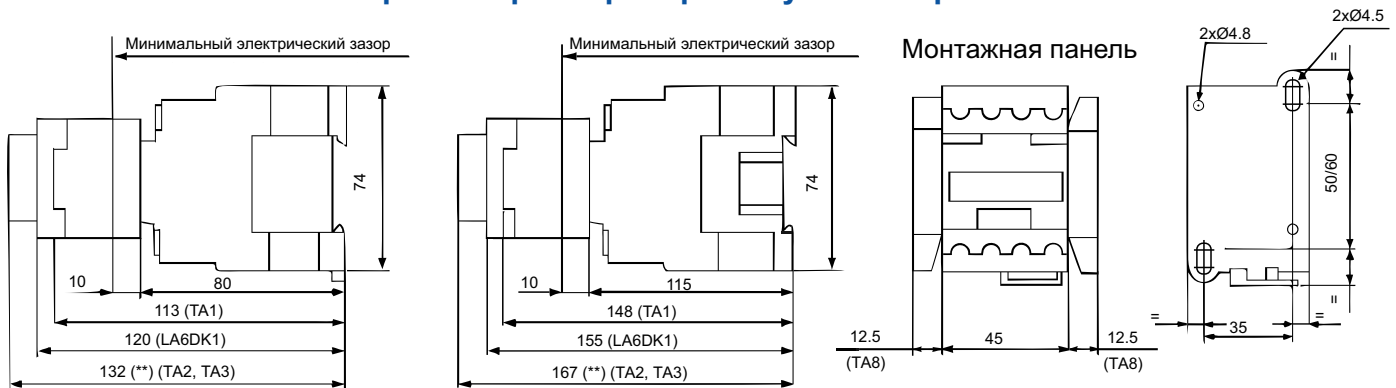 Минимальный электрический зазор
74
10
80
113 (TA1)
120 (LA6DK1)
132 (**) (TA2, TA3)
Минимальный электрический зазор
74
10
115
148 (TA1)
155 (LA6DK1)
167 (**) (TA2, TA3)
Монтажная панель
12.5
(TA8)
45
12.5
(TA8)
2xØ4.8
2xØ4.5
=
50/60
=
=
35
=